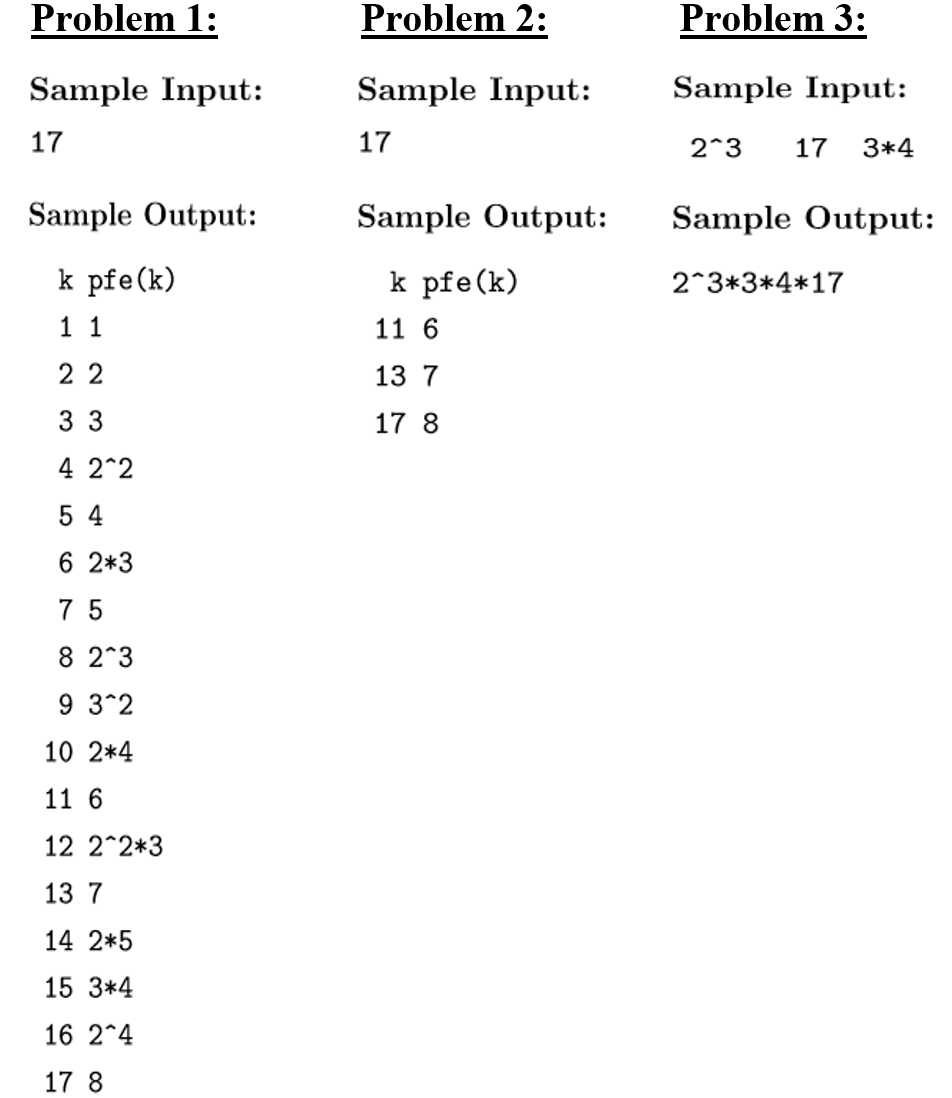 Problem 1:
Sample Input:
17
Sample Output:
k pfe(k)
1 1
2 2
3 3
4 2^2
5 4
6 2*3
7 5
8 2^3
9 3^2
10 2*4
11 6
12 2^2*3
13 7
14 2*5
15 3*4
16 2^4
17 8
Problem 2:
Sample Input:
17
Sample Output:
k pfe(k)
11 6
13 7
17 8
Problem 3:
Sample Input:
2^3 17 3*4
Sample Output:
2^3*3*4*17